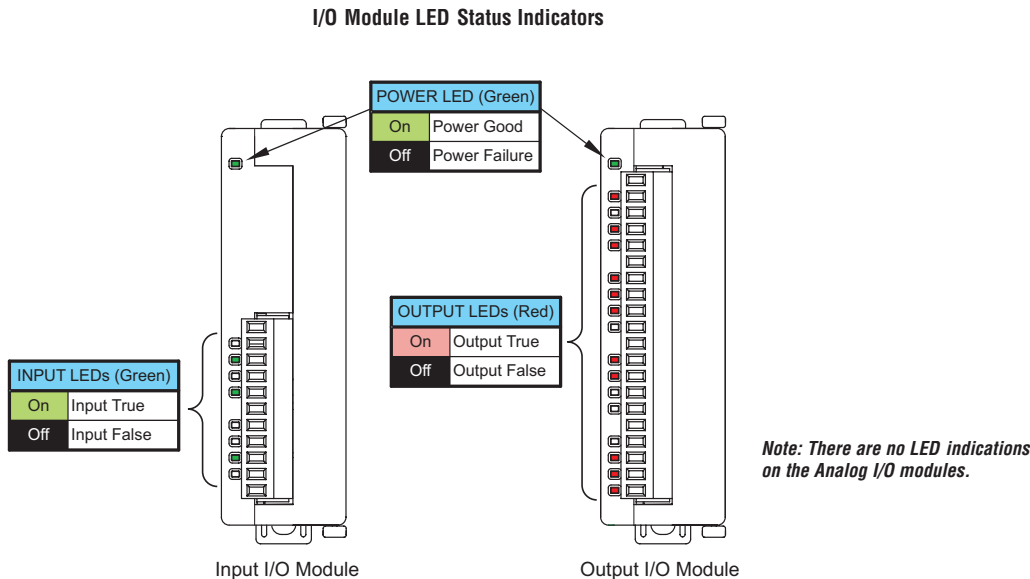 I/O Module LED Status Indicators
POWER LED (Green)
On Power Good
Off Power Failure
OUTPUT LEDs (Red)
On Output True
Off Output False
INPUT LEDs (Green)
On Input True
Off Input False
Note: There are no LED indications
on the Analog I/O modules.
Input I/O Module
Output I/O Module